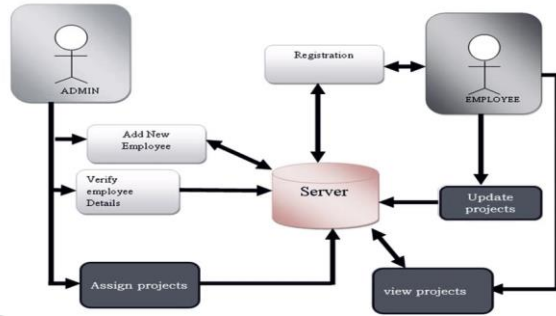 ADMIN
Registration
EMPLOYEE
Add New
Employee
Verify
employee
Details
Server
Update
projects
Assign projects
view projects